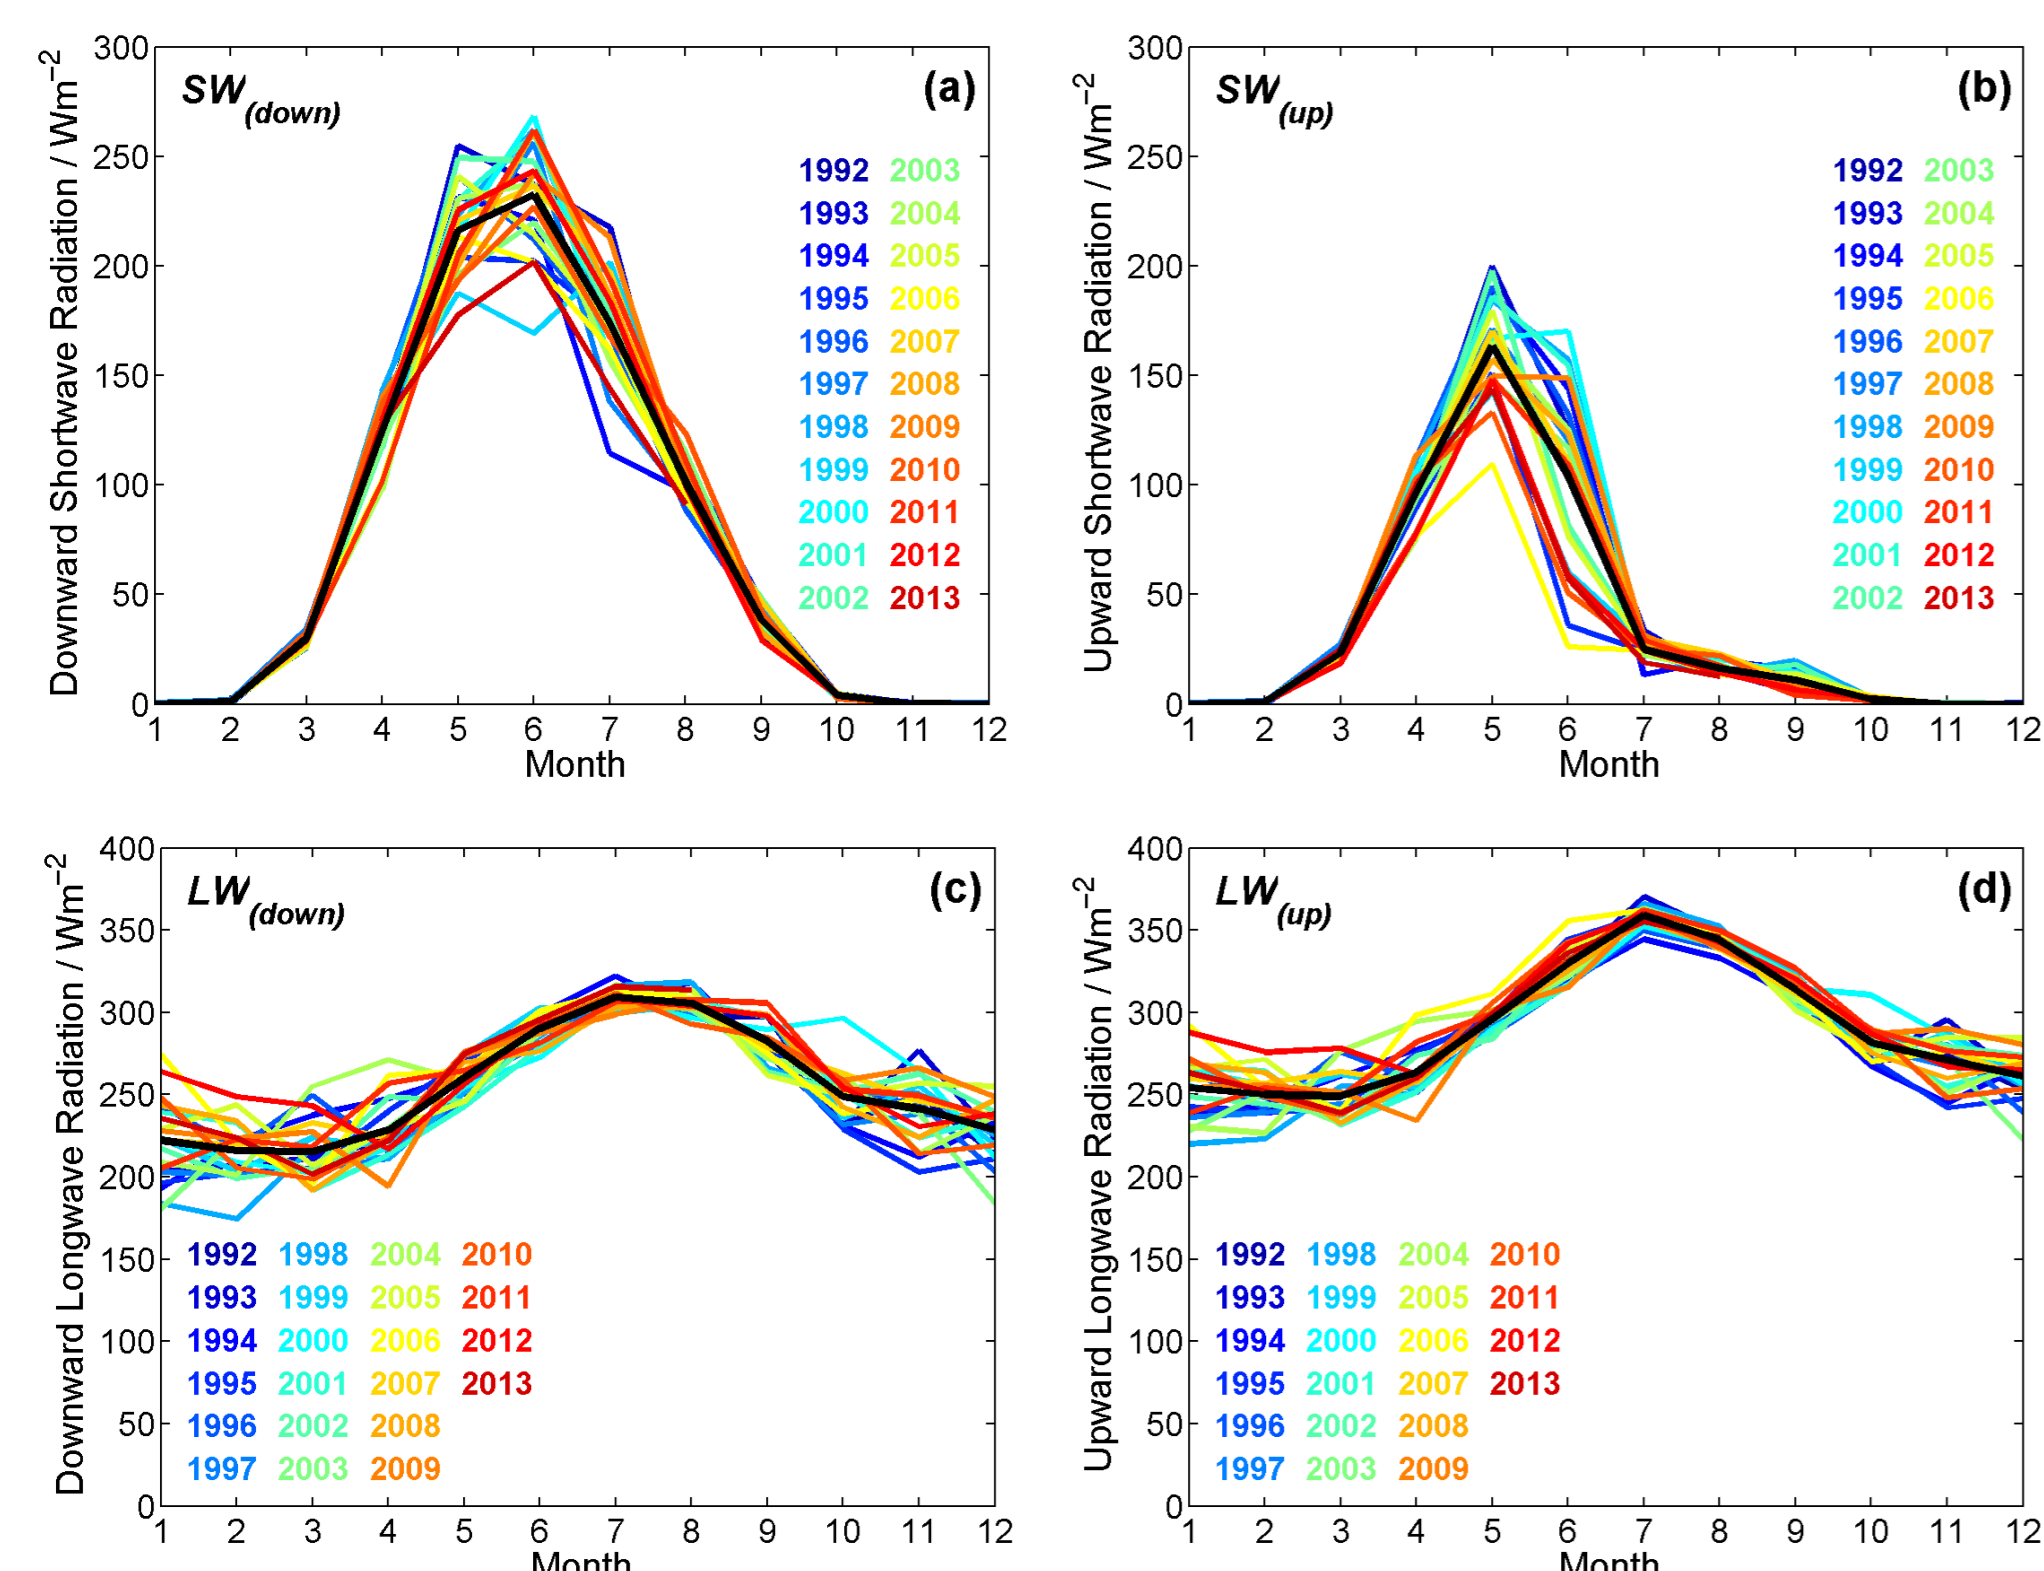 SW(down) (a)
Downward Shortwave Radiation / Wm−2
300
250
200
150
100
50
0
1992 2003
1993 2004
1994 2005
1995 2006
1996 2007
1997 2008
1998 2009
1999 2010
2000 2011
2001 2012
2002 2013
1 2 3 4 5 6 7 8 9 10 11 12
Month
SW(up) (b)
Upward Shortwave Radiation / Wm−2
300
250
200
150
100
50
0
1992 2003
1993 2004
1994 2005
1995 2006
1996 2007
1997 2008
1998 2009
1999 2010
2000 2011
2001 2012
2002 2013
1 2 3 4 5 6 7 8 9 10 11 12
Month
LW(down) (c)
Downward Longwave Radiation / Wm−2
400
350
300
250
200
150
100
50
0
1992 1998 2004 2010
1993 1999 2005 2011
1994 2000 2006 2012
1995 2001 2007 2013
1996 2002 2008
1997 2003 2009
1 2 3 4 5 6 7 8 9 10 11 12
Month
LW(up) (d)
Upward Longwave Radiation / Wm−2
400
350
300
250
200
150
100
50
0
1992 1998 2004 2010
1993 1999 2005 2011
1994 2000 2006 2012
1995 2001 2007 2013
1996 2002 2008
1997 2003 2009
1 2 3 4 5 6 7 8 9 10 11 12
Month